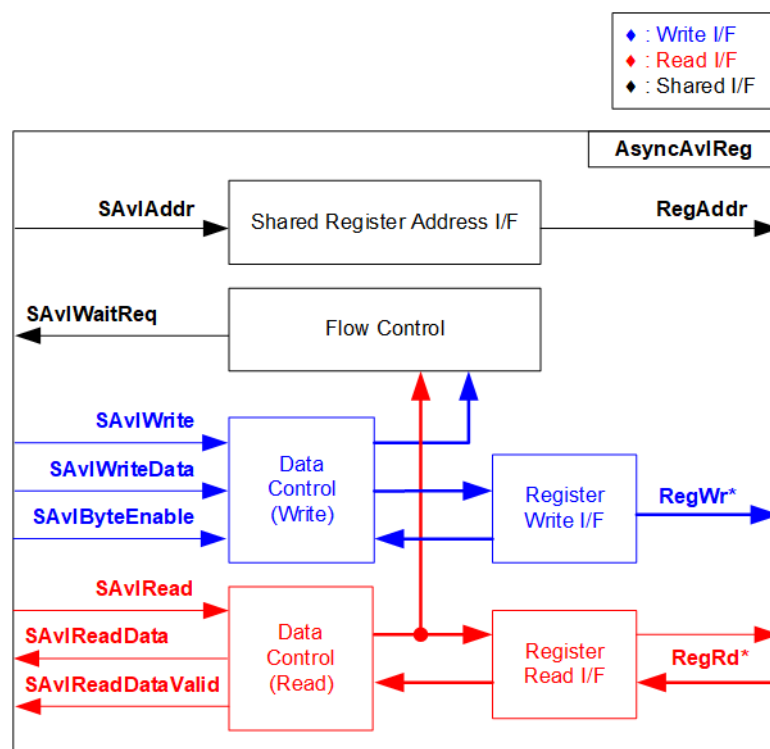 ♦ : Write I/F
♦ : Read I/F
♦ : Shared I/F
AsyncAvlReg
SAvlAddr
Shared Register Address I/F
RegAddr
SAvlWaitReq
Flow Control
SAvlWrite
SAvlWriteData
SAvlByteEnable
Data
Control
(Write)
Register
Write I/F
RegWr*
SAvlRead
SAvlReadData
SAvlReadDataValid
Data
Control
(Read)
Register
Read I/F
RegRd*